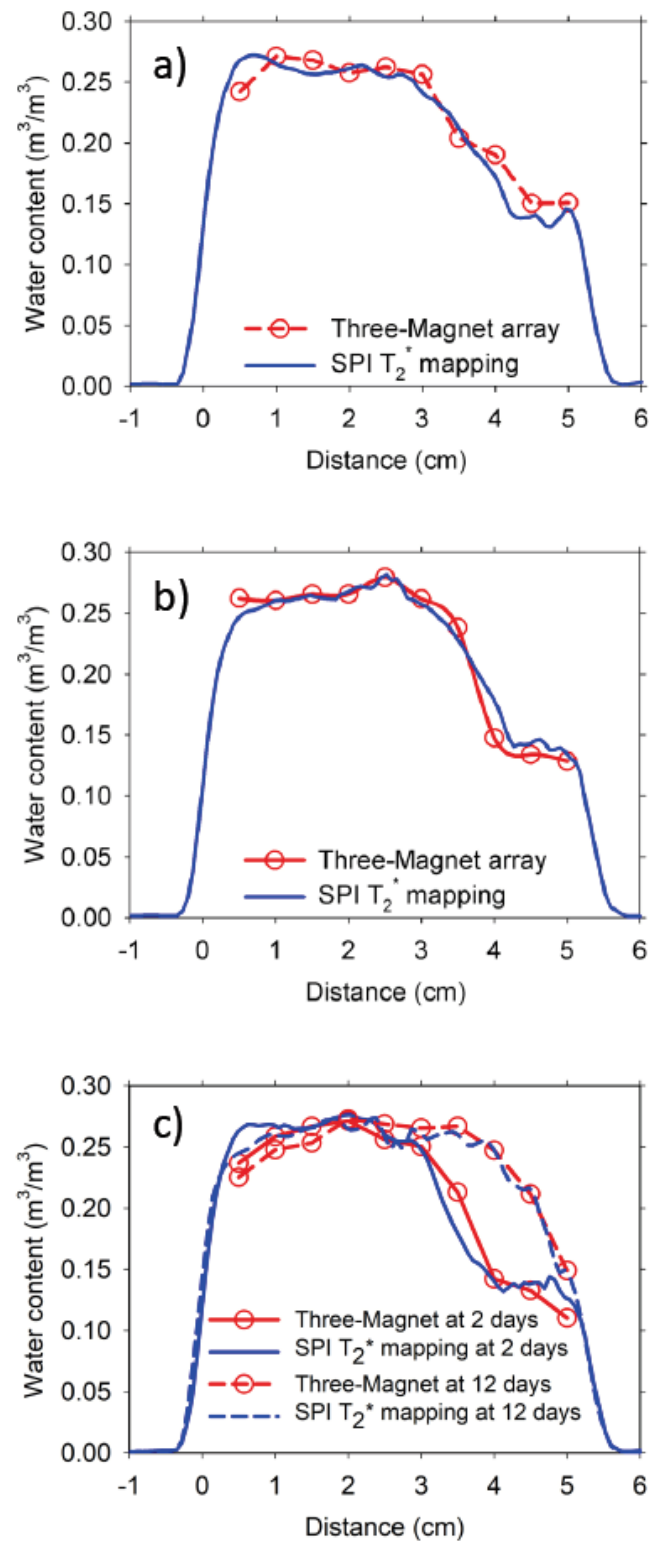 a)
Water content (m³/m³)
0.30
0.25
0.20
0.15
0.10
0.05
0.00
Three-Magnet array
SPI T₂* mapping
-1 0 1 2 3 4 5 6
Distance (cm)
b)
Water content (m³/m³)
0.30
0.25
0.20
0.15
0.10
0.05
0.00
Three-Magnet array
SPI T₂* mapping
-1 0 1 2 3 4 5 6
Distance (cm)
c)
Water content (m³/m³)
0.30
0.25
0.20
0.15
0.10
0.05
0.00
Three-Magnet at 2 days
SPI T₂* mapping at 2 days
Three-Magnet at 12 days
SPI T₂* mapping at 12 days
-1 0 1 2 3 4 5 6
Distance (cm)